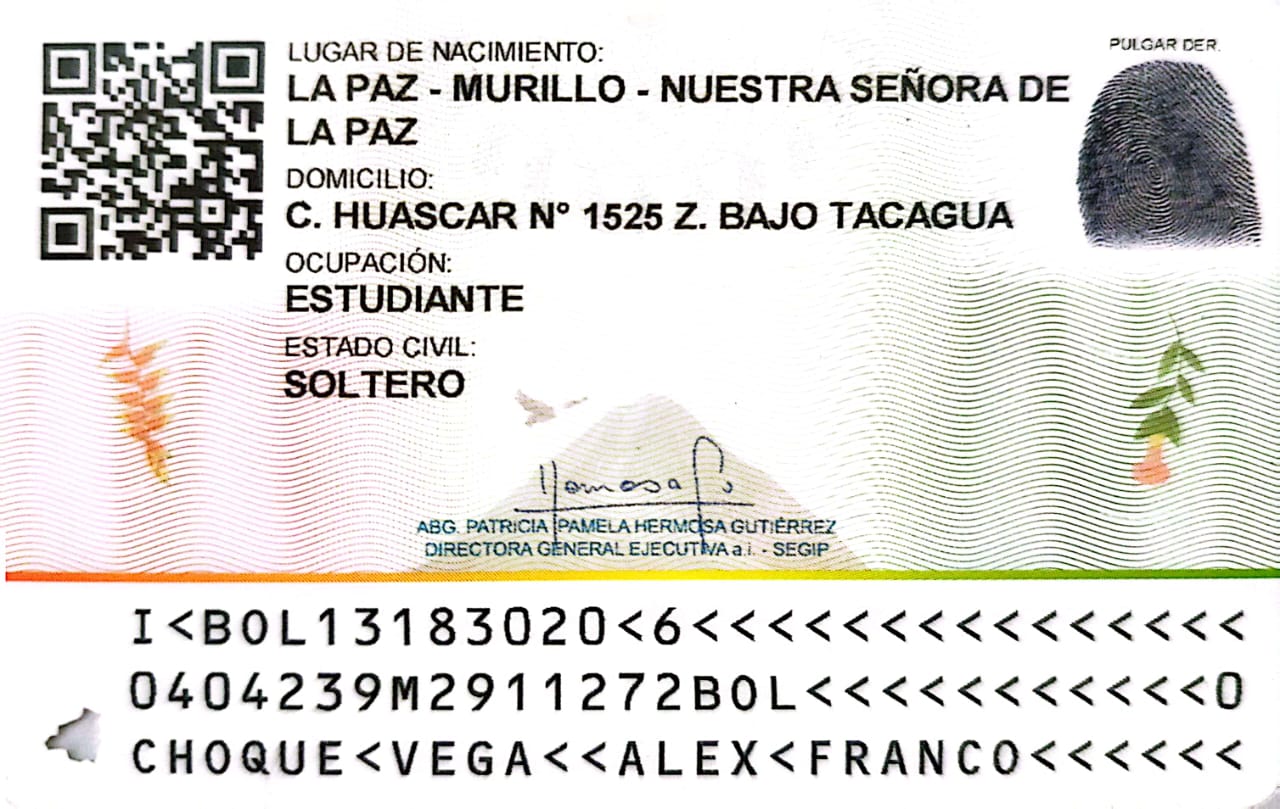 LUGAR DE NACIMIENTO:
LA PAZ - MURILLO - NUESTRA SEÑORA DE
LA PAZ
DOMICILIO:
C. HUASCAR N° 1525 Z. BAJO TACAGUA
OCUPACIÓN:
ESTUDIANTE
ESTADO CIVIL:
SOLTERO
PULGAR DER.
ABG. PATRICIA PAMELA HERMOSA GUTIÉRREZ
DIRECTORA GENERAL EJECUTIVA a.i. - SEGIP
I<BOL13183020<6<<<<<<<<<<<<<<<
0404239M2911272BOL<<<<<<<<<<<0
CHOQUE<VEGA<<ALEX<FRANCO<<<<<<